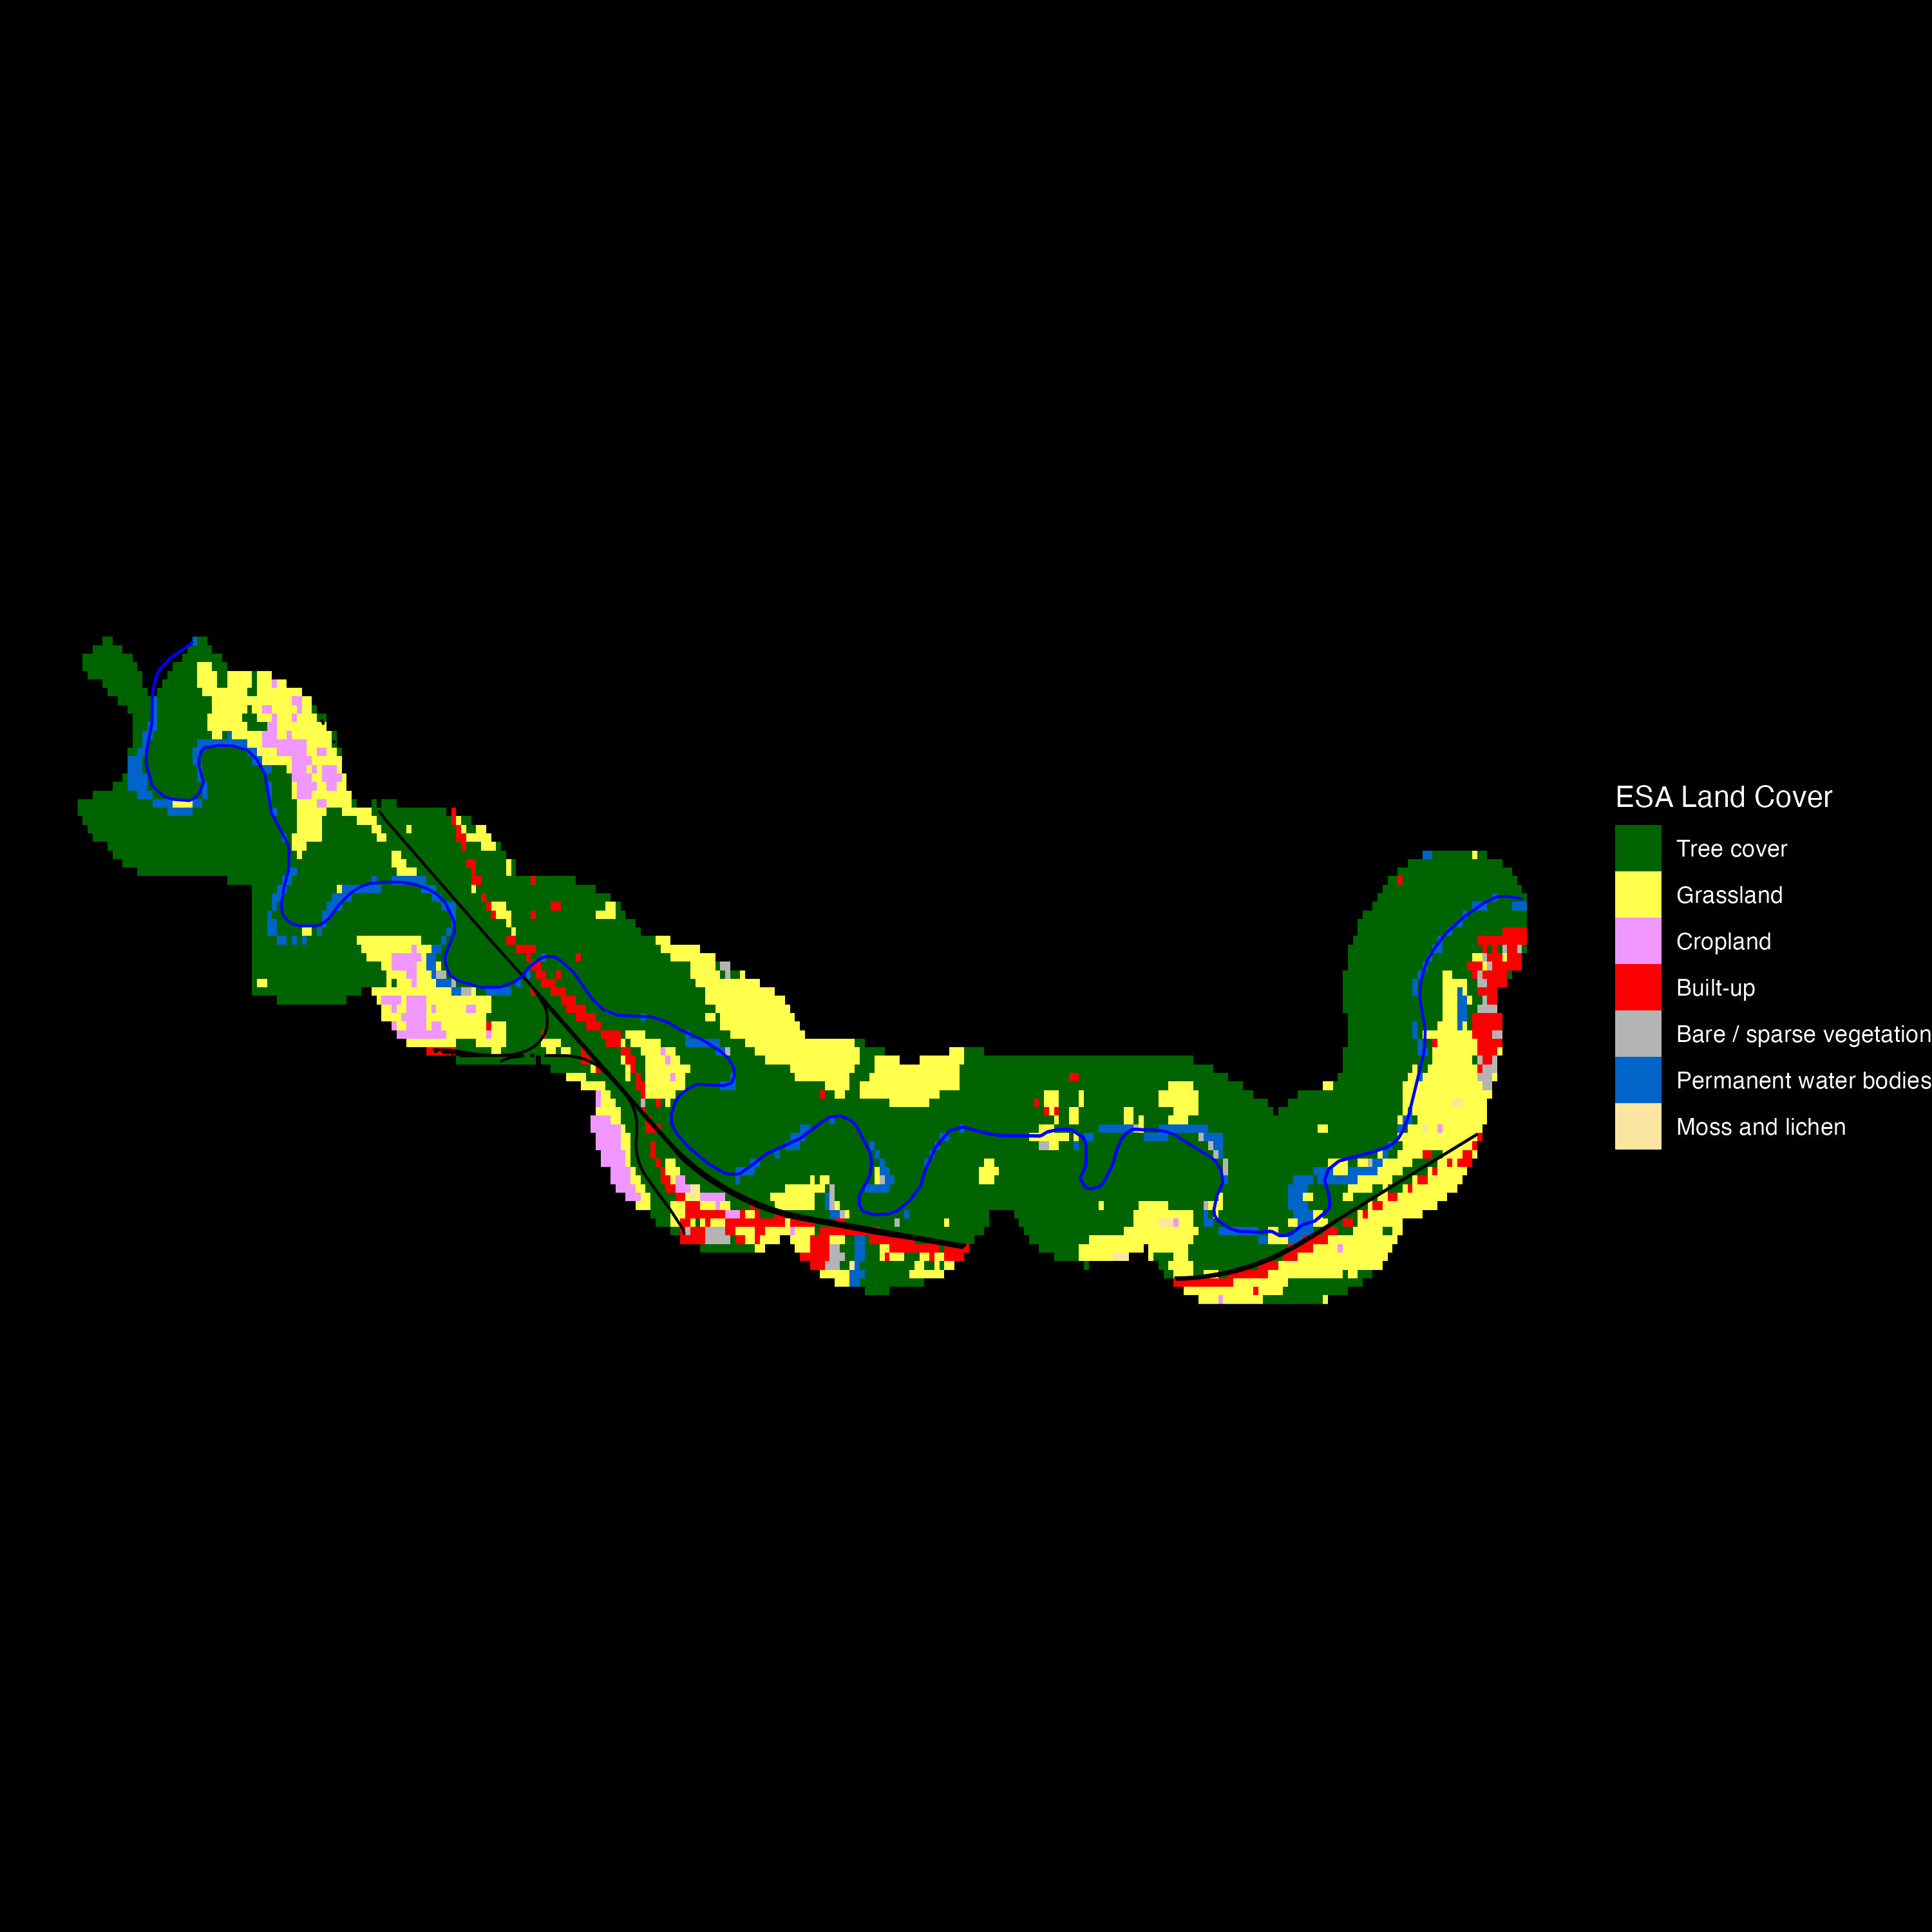 ESA Land Cover
Tree cover
Grassland
Cropland
Built-up
Bare / sparse vegetation
Permanent water bodies
Moss and lichen